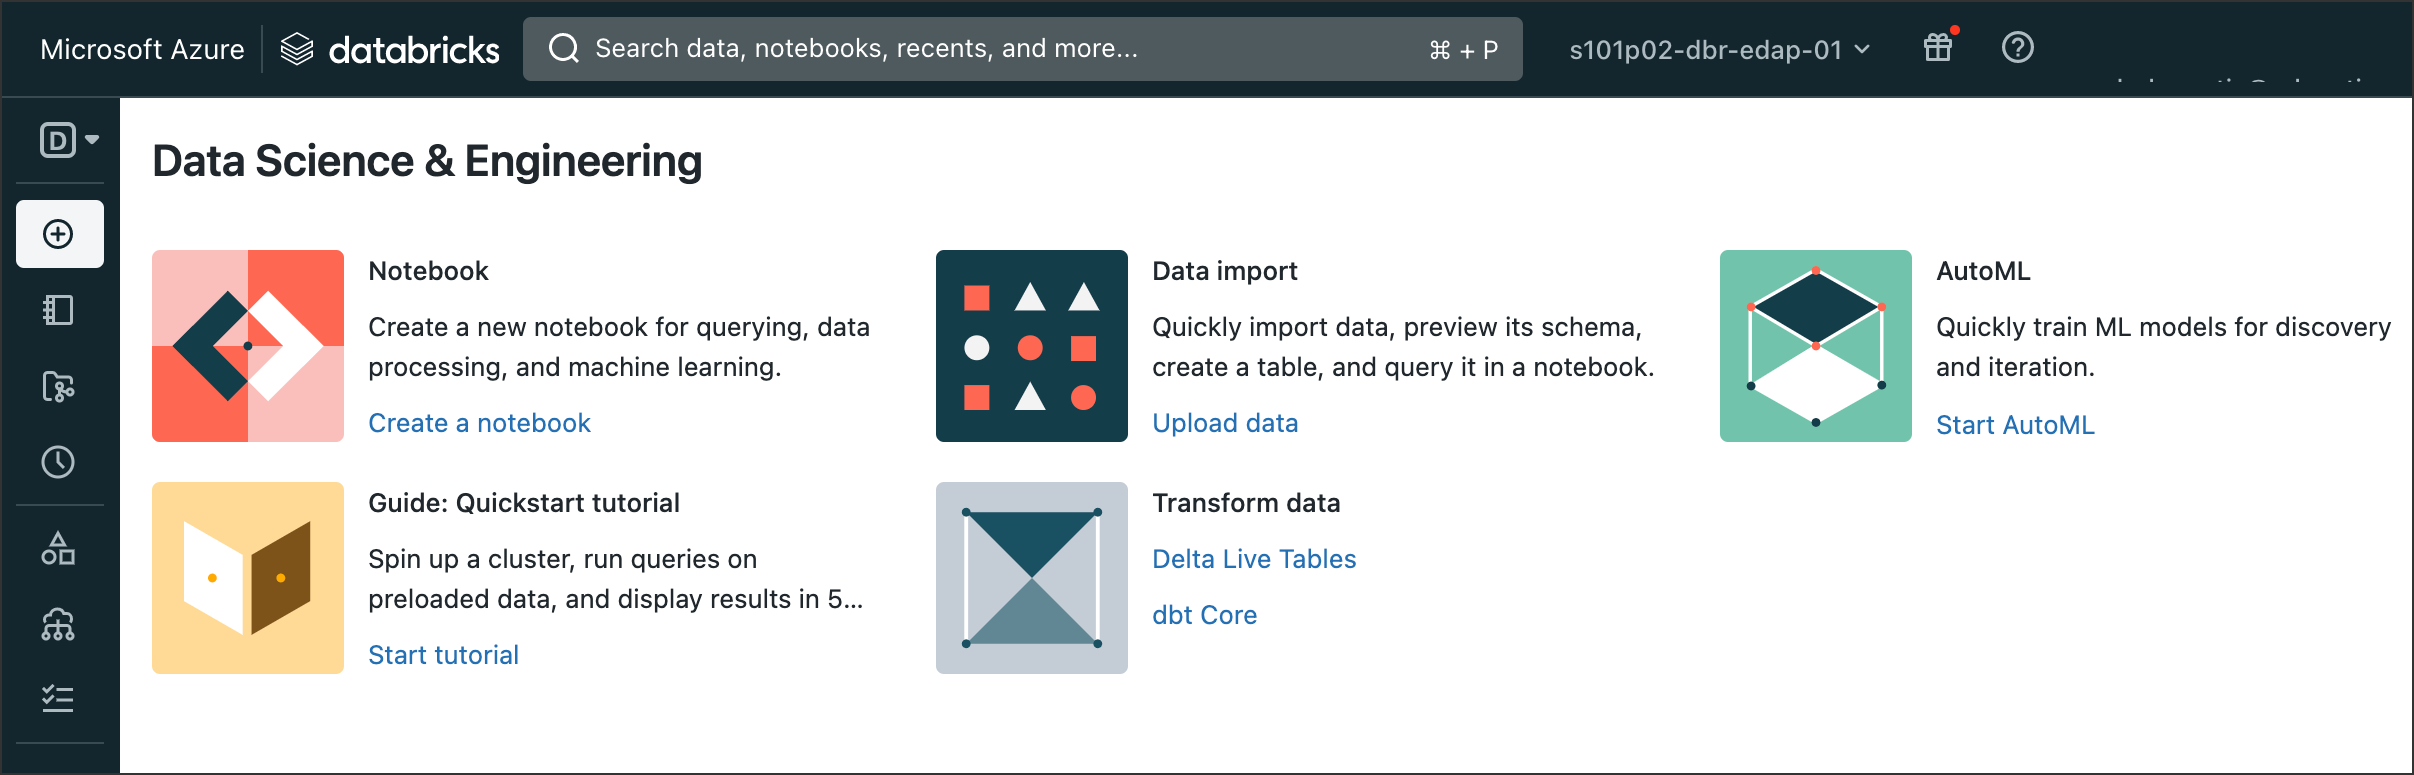 Microsoft Azure databricks Search data, notebooks, recents, and more... ⌘ + P s101p02-dbr-edap-01
D
Data Science & Engineering
Notebook
Create a new notebook for querying, data
processing, and machine learning.
Create a notebook
Data import
Quickly import data, preview its schema,
create a table, and query it in a notebook.
Upload data
AutoML
Quickly train ML models for discovery
and iteration.
Start AutoML
Guide: Quickstart tutorial
Spin up a cluster, run queries on
preloaded data, and display results in 5...
Start tutorial
Transform data
Delta Live Tables
dbt Core